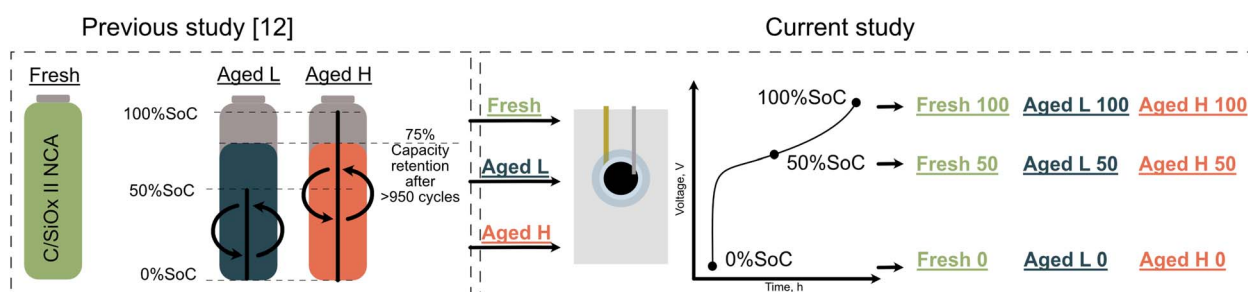 Previous study [12]
Current study
Fresh
Aged L
Aged H
C/SiOx II NCA
100%SoC
50%SoC
0%SoC
75%
Capacity
retention
after
>950 cycles
Fresh
Aged L
Aged H
Voltage, V
Time, h
100%SoC
50%SoC
0%SoC
Fresh 100 Aged L 100 Aged H 100
Fresh 50 Aged L 50 Aged H 50
Fresh 0 Aged L 0 Aged H 0